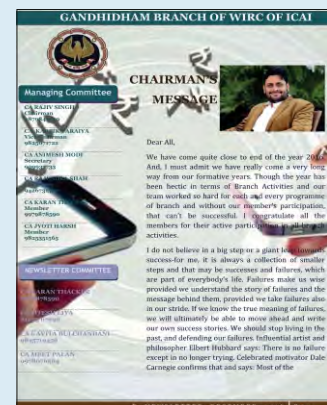 GANDHIDHAM BRANCH OF WIRC OF ICAI
Managing Committee
CA RAJIV SINGH
Chairman
CA ANIMESH MODI
Secretary
CA KARAN
Member
CA JYOTI HARSH
Member
NEWSLETTER COMMITTEE
CHAIRMAN'S
MESSAGE
Dear All,
We have come quite close to end of the year
And, I must admit we have really come a very long
way from our formative years. Though the year has
been hectic in terms of Branch Activities and our
team worked so hard for each and every programme
of branch and without our member's participation,
that can't be successful. I congratulate all the
members for their active participation in all branch
activities.
I do not believe in a big step or a giant leap towards
success-for me, it is always a collection of smaller
steps and that may be successes and failures, which
are part of everybody's life. Failures make us wise
provided we understand the story of failures and the
message behind them, provided we take failures also
in our stride. If we know the true meaning of failures,
we will ultimately be able to move ahead and write
our own success stories. We should stop living in the
past, and defending our failures. Influential artist and
philosopher Elbert Hubbard says: There is no failure
except in no longer trying. Celebrated motivator Dale
Carnegie confirms that and says: Most of the